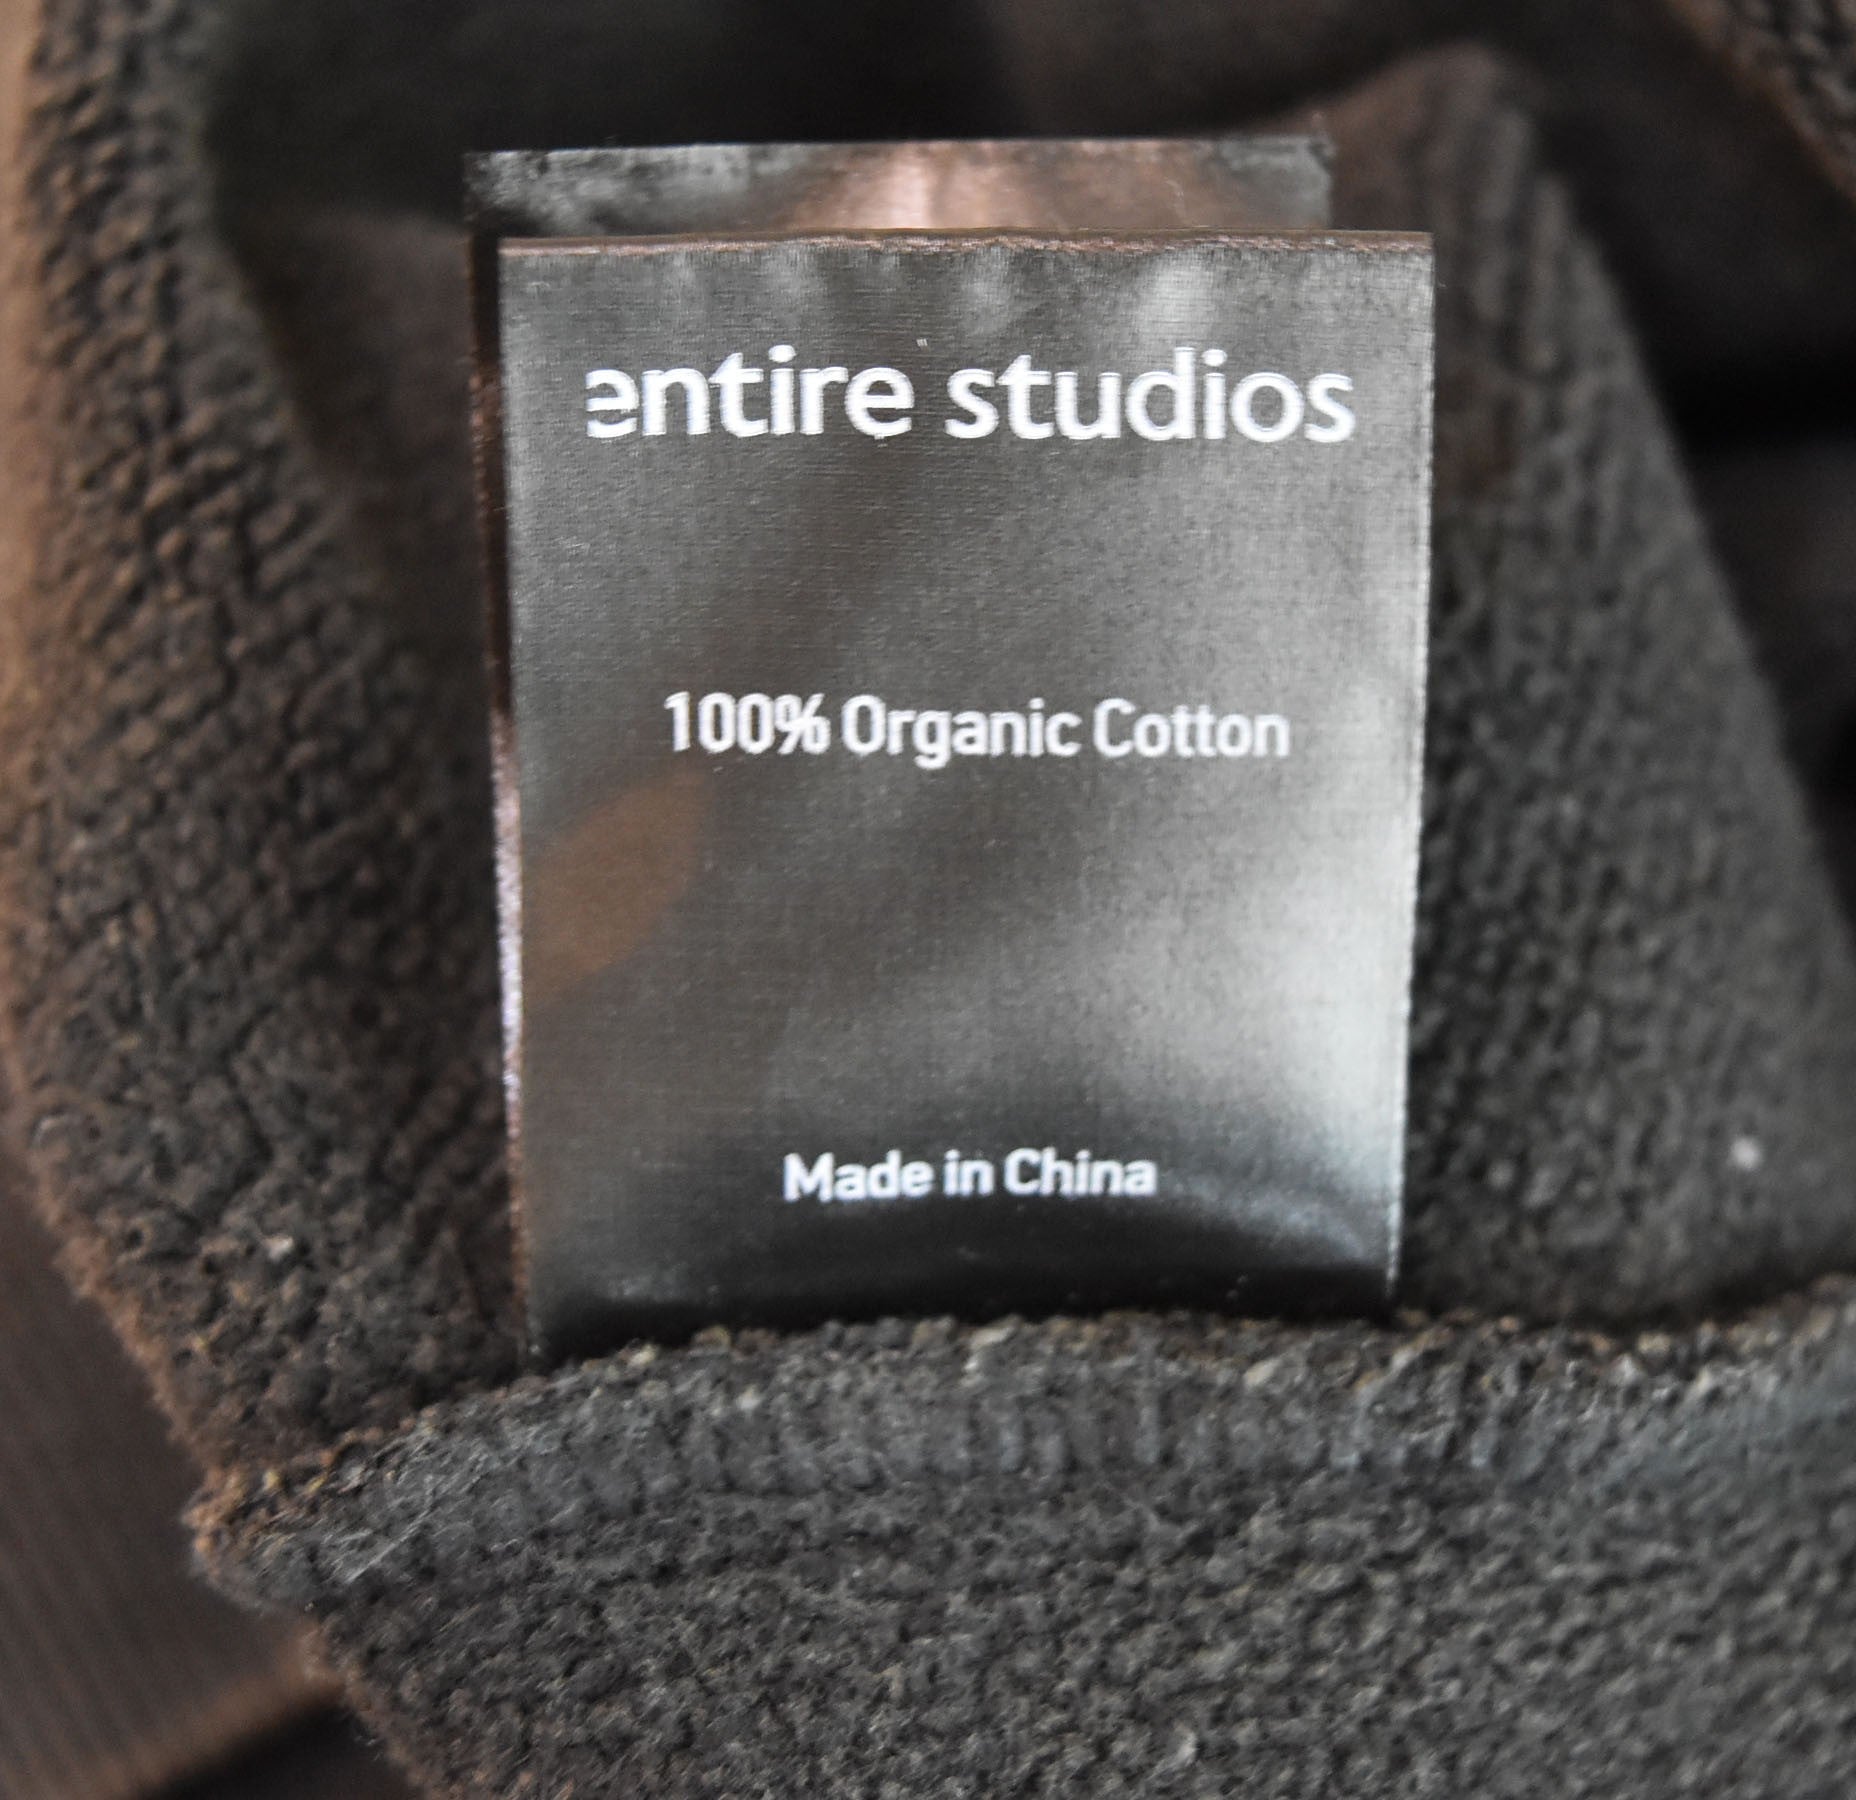 entire studios
100% Organic Cotton
Made in China